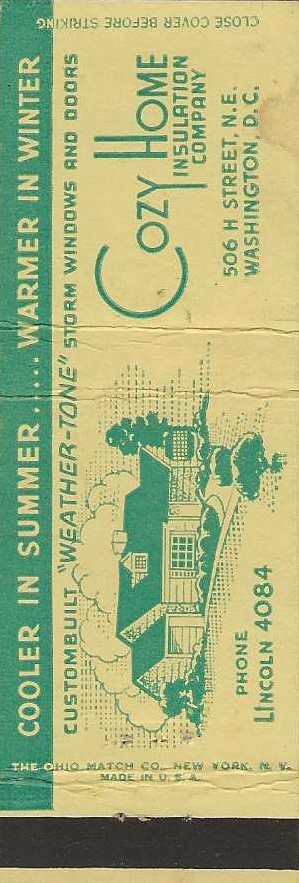 CLOSE COVER BEFORE STRIKING
COOLER IN SUMMER..... WARMER IN WINTER
CUSTOMBUILT "WEATHER-TONE" STORM WINDOWS AND DOORS
COZY HOME
INSULATION
COMPANY
506 H STREET, N.E.
WASHINGTON, D.C.
PHONE
LINCOLN 4084
THE OHIO MATCH CO., NEW YORK, N. Y.
MADE IN U. S. A.